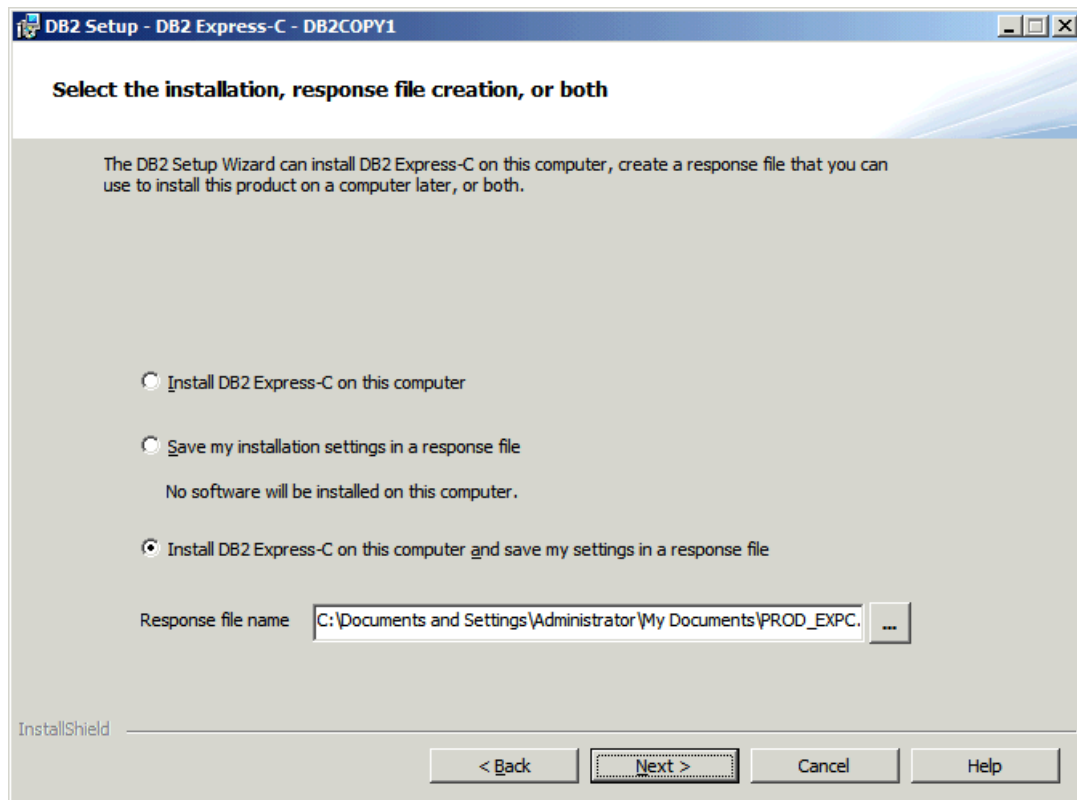 DB2 Setup - DB2 Express-C - DB2COPY1
Select the installation, response file creation, or both
The DB2 Setup Wizard can install DB2 Express-C on this computer, create a response file that you can
use to install this product on a computer later, or both.
Install DB2 Express-C on this computer
Save my installation settings in a response file
No software will be installed on this computer.
Install DB2 Express-C on this computer and save my settings in a response file
Response file name C:\Documents and Settings\Administrator\My Documents\PROD_EXPC. ...
InstallShield
< Back Next > Cancel Help